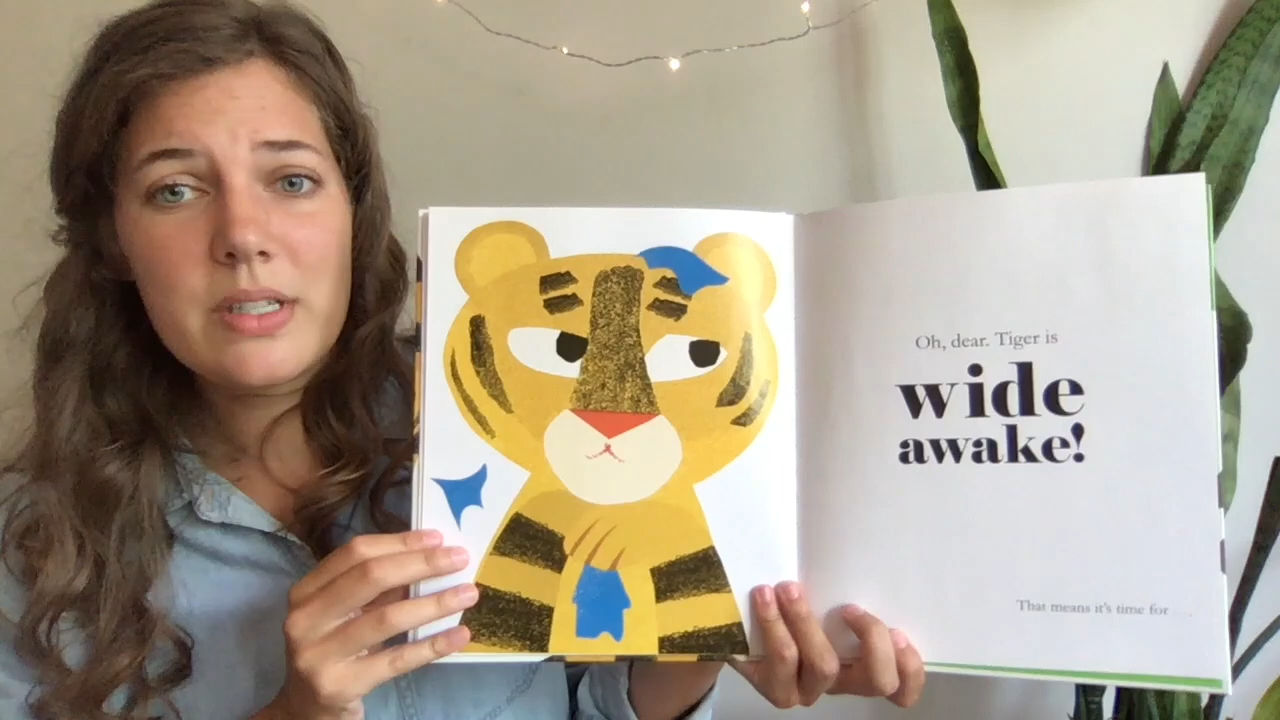 Oh, dear. Tiger is
wide
awake!
That means it's time for . . .